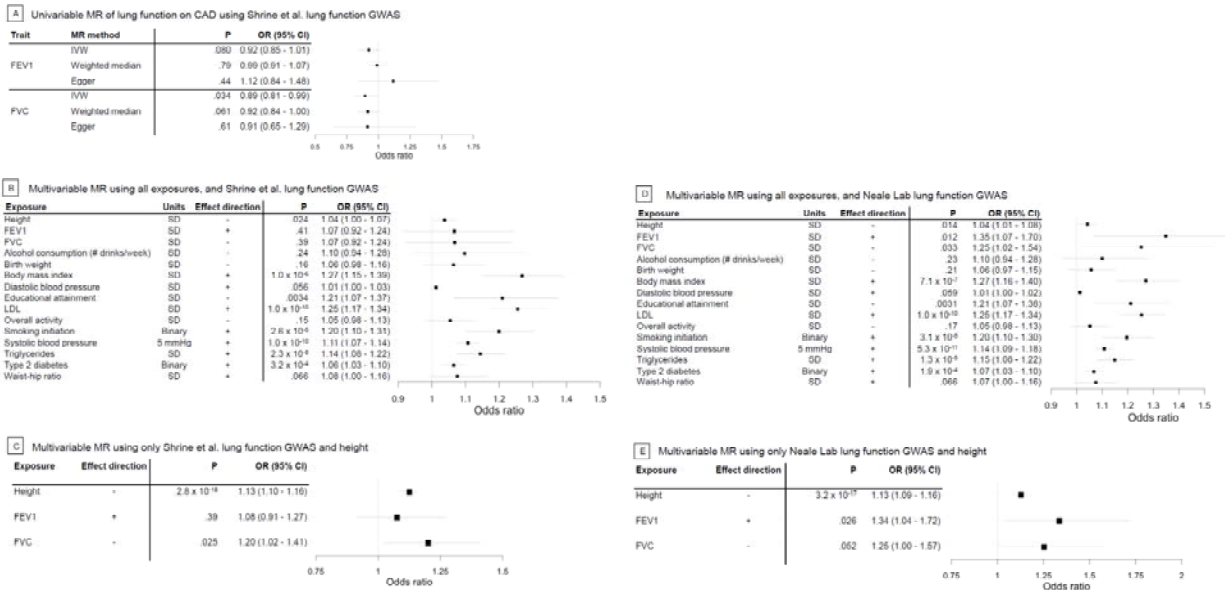 A Univariable MR of lung function on CAD using Shrine et al. lung function GWAS
Trait MR method P OR (95% CI)
IVW .080 0.92 (0.85 - 1.01)
FEV1 Weighted median .79 0.99 (0.91 - 1.07)
Egger .44 1.12 (0.84 - 1.48)
IVW .034 0.89 (0.81 - 0.99)
FVC Weighted median .061 0.92 (0.84 - 1.00)
Egger .61 0.91 (0.65 - 1.29)
0.5 0.75 1 1.25 1.5 1.75
Odds ratio
B Multivariable MR using all exposures, and Shrine et al. lung function GWAS
Exposure Units Effect direction P OR (95% CI)
Height SD - .024 1.04 (1.00 - 1.07)
FEV1 SD + .41 1.07 (0.92 - 1.24)
FVC SD - .39 1.07 (0.92 - 1.24)
Alcohol consumption (# drinks/week) SD - .24 1.10 (0.94 - 1.28)
Birth weight SD - .16 1.06 (0.98 - 1.16)
Body mass index SD + 1.27 (1.15 - 1.39)
Diastolic blood pressure SD + .056 1.01 (1.00 - 1.03)
Educational attainment SD - .0034 1.21 (1.07 - 1.37)
LDL SD + 1.25 (1.17 - 1.34)
Overall activity SD - .15 1.05 (0.98 - 1.13)
Smoking initiation Binary + 1.20 (1.10 - 1.31)
Systolic blood pressure 5 mmHg + 1.11 (1.07 - 1.14)
Triglycerides SD + 1.14 (1.08 - 1.22)
Type 2 diabetes Binary + 1.06 (1.03 - 1.10)
Waist-hip ratio SD + .066 1.08 (1.00 - 1.16)
0.9 1 1.1 1.2 1.3 1.4 1.5
Odds ratio
C Multivariable MR using only Shrine et al. lung function GWAS and height
Exposure Effect direction P OR (95% CI)
Height - 1.13 (1.10 - 1.16)
FEV1 + .39 1.08 (0.91 - 1.27)
FVC - .025 1.20 (1.02 - 1.41)
0.75 1 1.25 1.5
Odds ratio
D Multivariable MR using all exposures, and Neale Lab lung function GWAS
Exposure Units Effect direction P OR (95% CI)
Height SD - .014 1.04 (1.01 - 1.08)
FEV1 SD + .012 1.35 (1.07 - 1.70)
FVC SD - .033 1.25 (1.02 - 1.54)
Alcohol consumption (# drinks/week) SD - .23 1.10 (0.94 - 1.28)
Birth weight SD - .21 1.06 (0.97 - 1.15)
Body mass index SD + 1.27 (1.16 - 1.40)
Diastolic blood pressure SD + .059 1.01 (1.00 - 1.02)
Educational attainment SD - .0031 1.21 (1.07 - 1.36)
LDL SD + 1.25 (1.17 - 1.34)
Overall activity SD - .17 1.05 (0.98 - 1.13)
Smoking initiation Binary + 1.20 (1.10 - 1.30)
Systolic blood pressure 5 mmHg + 1.14 (1.09 - 1.18)
Triglycerides SD + 1.15 (1.08 - 1.22)
Type 2 diabetes Binary + 1.07 (1.03 - 1.10)
Waist-hip ratio SD + .066 1.07 (1.00 - 1.16)
0.9 1 1.1 1.2 1.3 1.4 1.5
Odds ratio
E Multivariable MR using only Neale Lab lung function GWAS and height
Exposure Effect direction P OR (95% CI)
Height - 1.13 (1.09 - 1.16)
FEV1 + .026 1.34 (1.04 - 1.72)
FVC - .052 1.25 (1.00 - 1.57)
0.75 1 1.25 1.5 1.75 2
Odds ratio